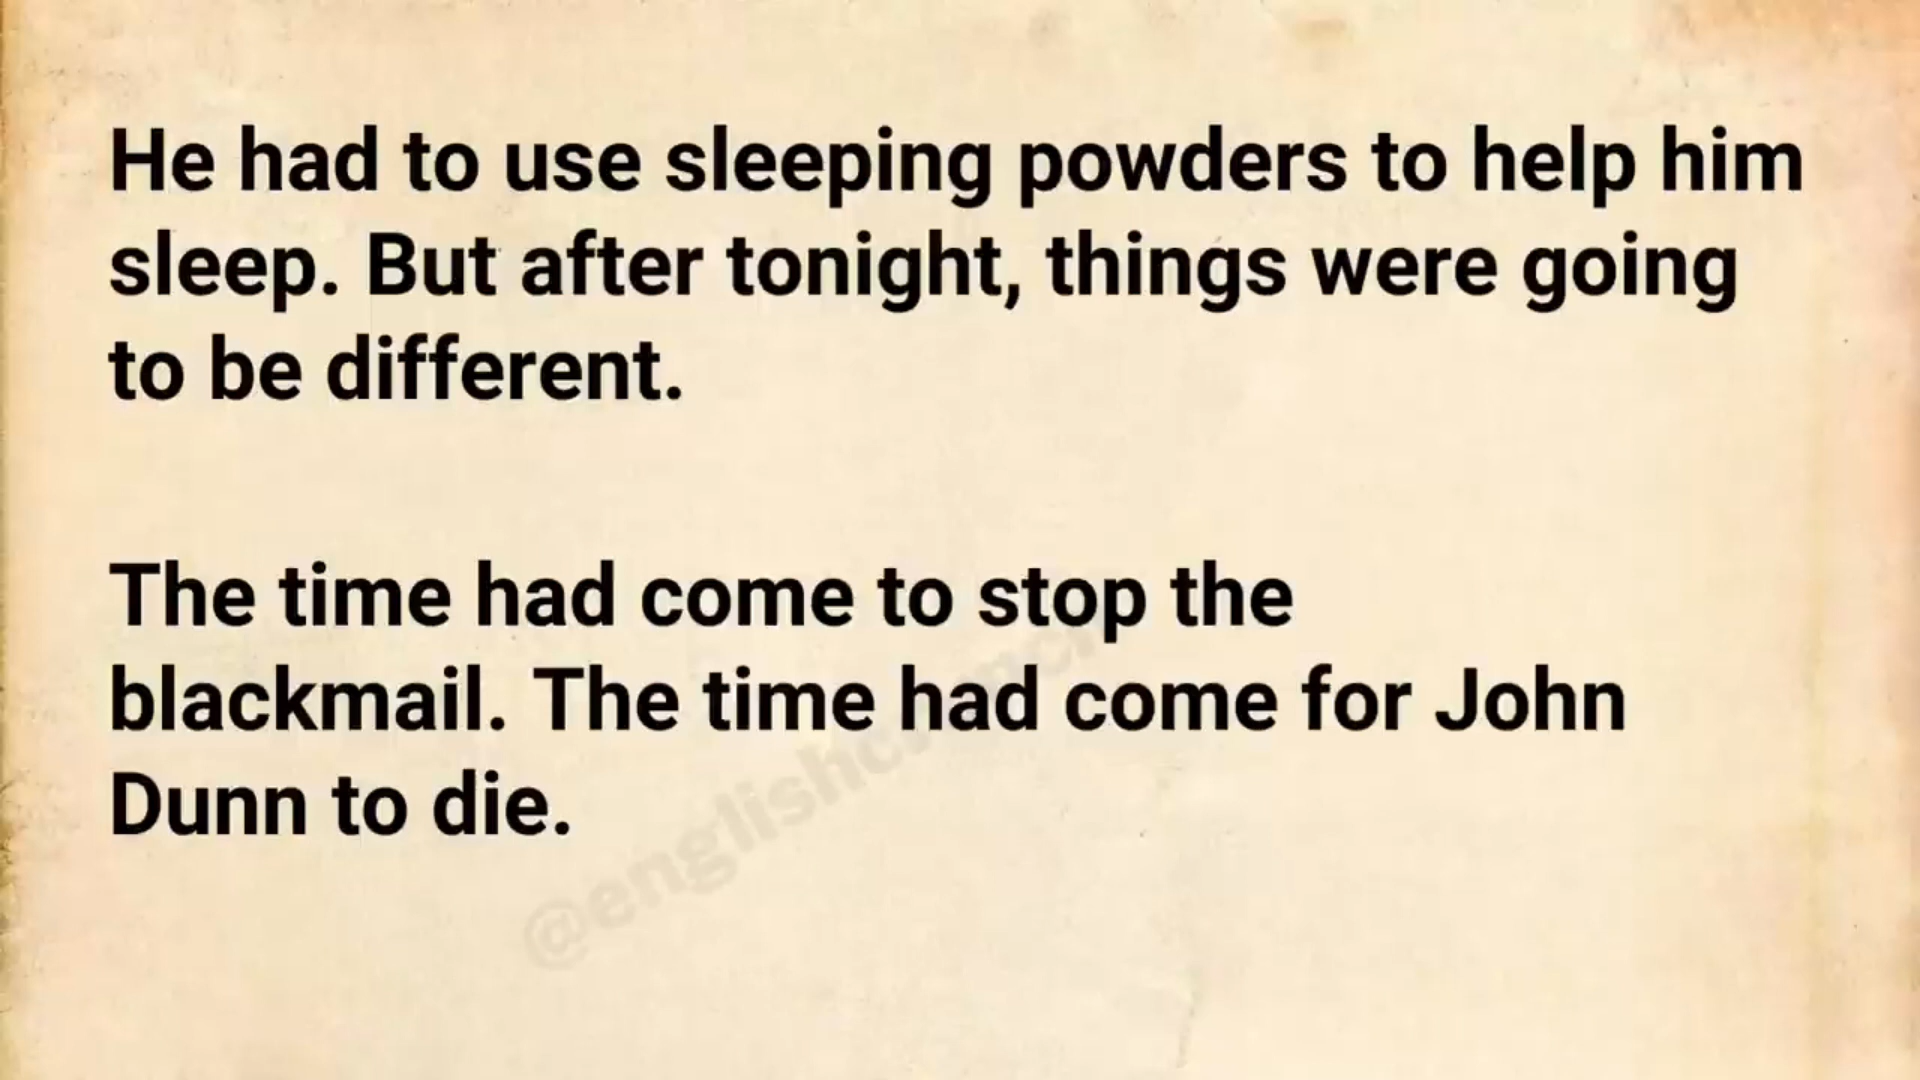 He had to use sleeping powders to help him
sleep. But after tonight, things were going
to be different.
The time had come to stop the
blackmail. The time had come for John
Dunn to die.